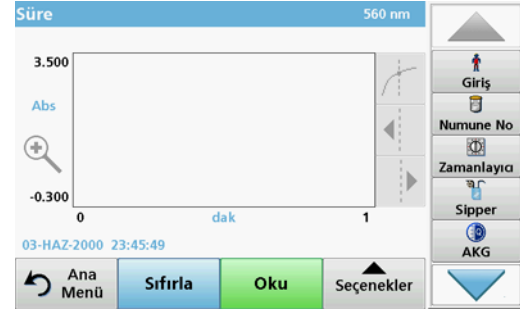 Süre 560 nm
3.500
Abs
-0.300
0 dak 1
03-HAZ-2000 23:45:49
Ana Menü
Sıfırla
Oku
Seçenekler
Giriş
Numune No
Zamanlayıcı
Sipper
AKG